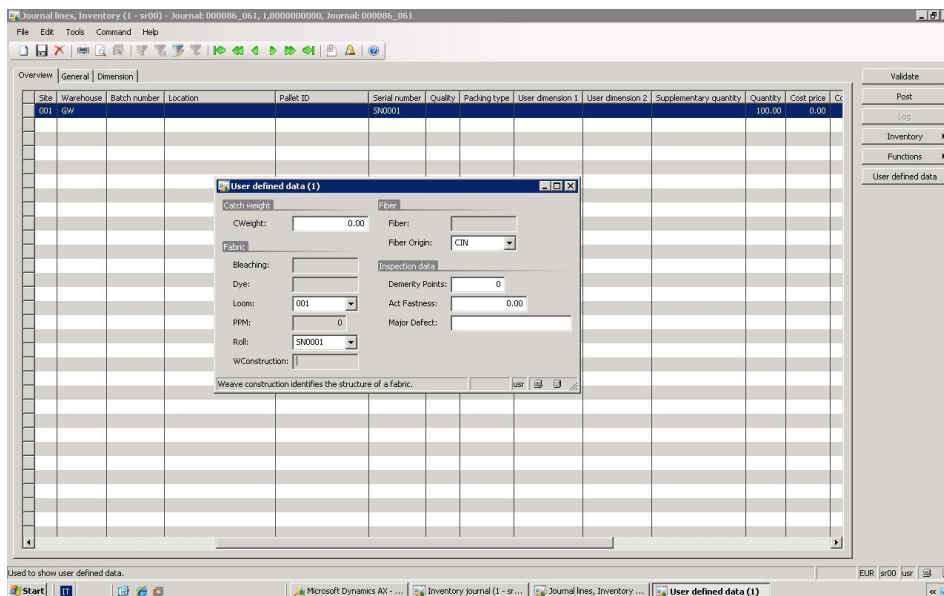 Journal lines, Inventory (1 - sr00) - Journal: 000086_061, 1,0000000000, Journal: 000086_061
File Edit Tools Command Help
Overview General Dimension
Site Warehouse Batch number Location Pallet ID Serial number Quality Packing type User dimension 1 User dimension 2 Supplementary quantity Quantity Cost price Co
001 GW SN0001 100.00 0.00
Validate
Post
Log
Inventory
Functions
User defined data
User defined data (1)
Catch weight
CWeight: 0.00
Fabric
Bleaching:
Dye:
Loom: 001
PPM: 0
Roll: SN0001
WConstruction:
Fiber
Fiber:
Fiber Origin: CIN
Inspection data
Demerity Points: 0
Act Fastness: 0.00
Major Defect:
Weave construction identifies the structure of a fabric. usr
Used to show user defined data. EUR sr00 usr
Start IT Microsoft Dynamics AX - ... Inventory journal (1 - sr... Journal lines, Inventory ... User defined data (1)